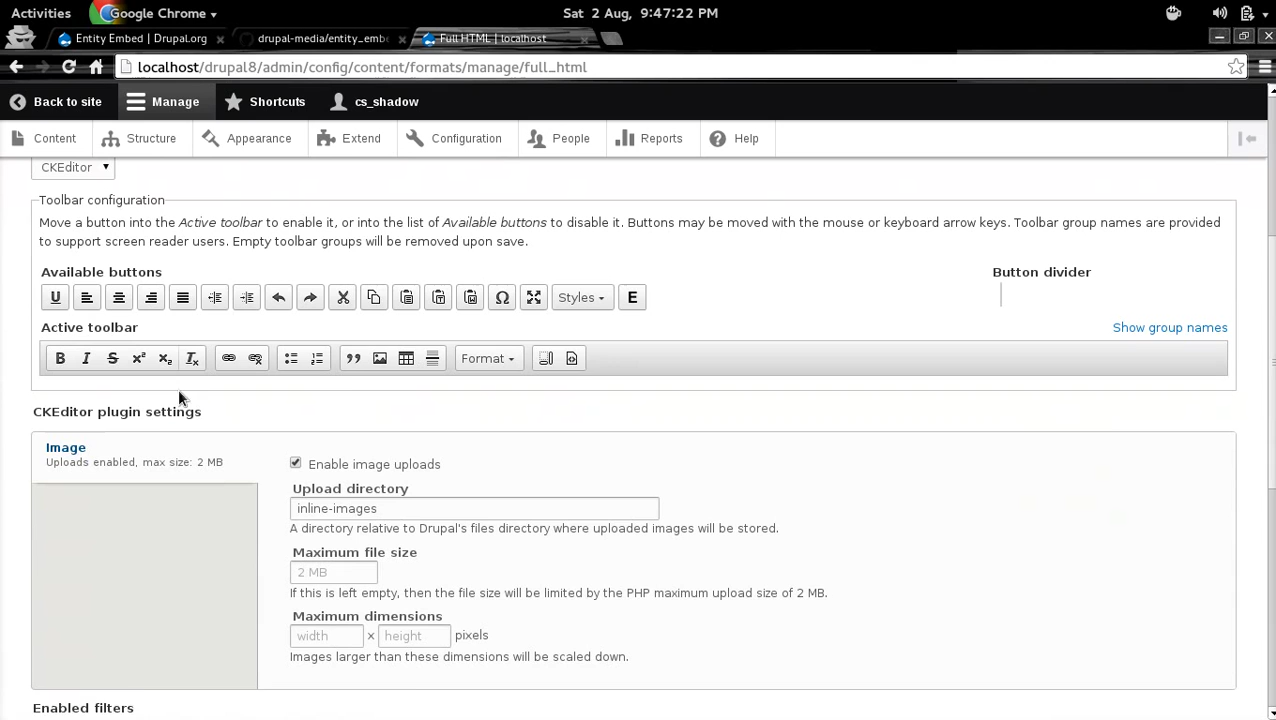 Activities
Google Chrome
Sat 2 Aug, 9:47:22 PM
Entity Embed | Drupal.org
drupal-media/entity_emb
Full HTML | localhost
localhost/drupal8/admin/config/content/formats/manage/full_html
Back to site
Manage
Shortcuts
cs_shadow
Content
Structure
Appearance
Extend
Configuration
People
Reports
Help
CKEditor
Toolbar configuration
Move a button into the Active toolbar to enable it, or into the list of Available buttons to disable it. Buttons may be moved with the mouse or keyboard arrow keys. Toolbar group names are provided
to support screen reader users. Empty toolbar groups will be removed upon save.
Available buttons
Button divider
U
Ω
Styles
E
Active toolbar
Show group names
B I S x² x₂ Tx
Format
CKEditor plugin settings
Image
Uploads enabled, max size: 2 MB
Enable image uploads
Upload directory
inline-images
A directory relative to Drupal's files directory where uploaded images will be stored.
Maximum file size
2 MB
If this is left empty, then the file size will be limited by the PHP maximum upload size of 2 MB.
Maximum dimensions
width x height pixels
Images larger than these dimensions will be scaled down.
Enabled filters